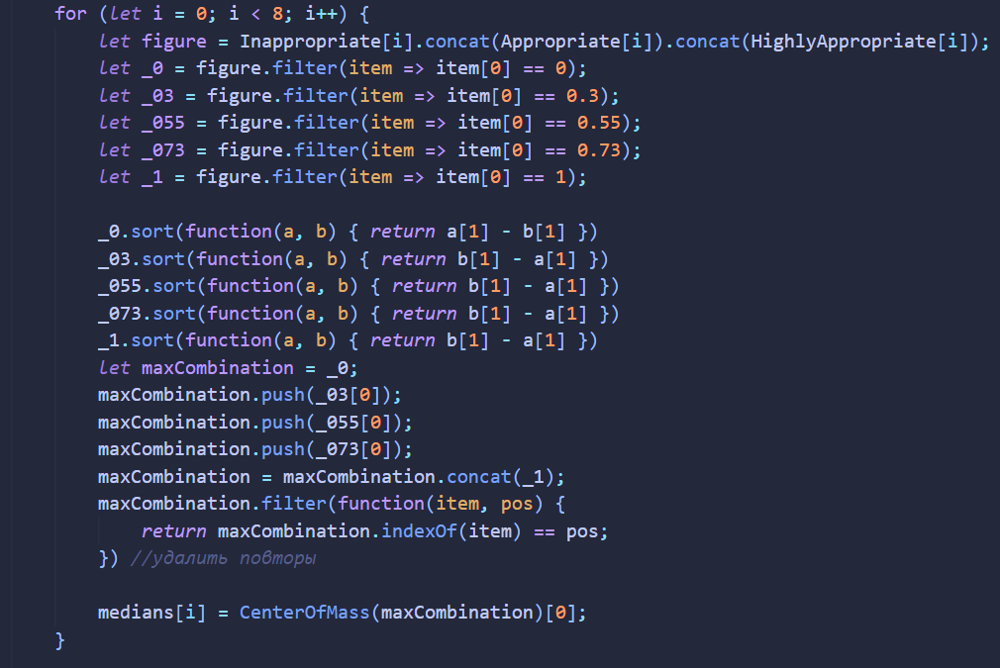 for (let i = 0; i < 8; i++) {
    let figure = Inappropriate[i].concat(Appropriate[i]).concat(HighlyAppropriate[i]);
    let _0 = figure.filter(item => item[0] == 0);
    let _03 = figure.filter(item => item[0] == 0.3);
    let _055 = figure.filter(item => item[0] == 0.55);
    let _073 = figure.filter(item => item[0] == 0.73);
    let _1 = figure.filter(item => item[0] == 1);

    _0.sort(function(a, b) { return a[1] - b[1] })
    _03.sort(function(a, b) { return b[1] - a[1] })
    _055.sort(function(a, b) { return b[1] - a[1] })
    _073.sort(function(a, b) { return b[1] - a[1] })
    _1.sort(function(a, b) { return b[1] - a[1] })
    let maxCombination = _0;
    maxCombination.push(_03[0]);
    maxCombination.push(_055[0]);
    maxCombination.push(_073[0]);
    maxCombination = maxCombination.concat(_1);
    maxCombination.filter(function(item, pos) {
        return maxCombination.indexOf(item) == pos;
    }) //удалить повторы

    medians[i] = CenterOfMass(maxCombination)[0];
}